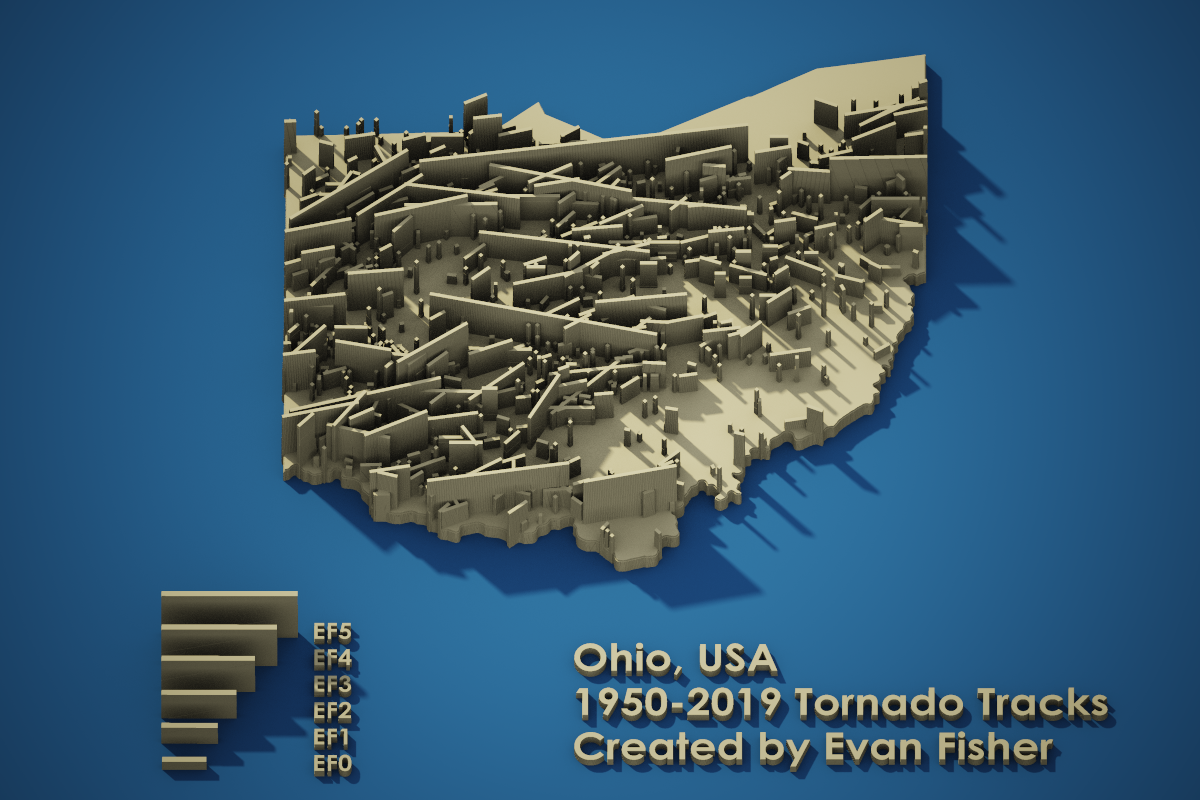 EF5
EF4
EF3
EF2
EF1
EF0
Ohio, USA
1950-2019 Tornado Tracks
Created by Evan Fisher